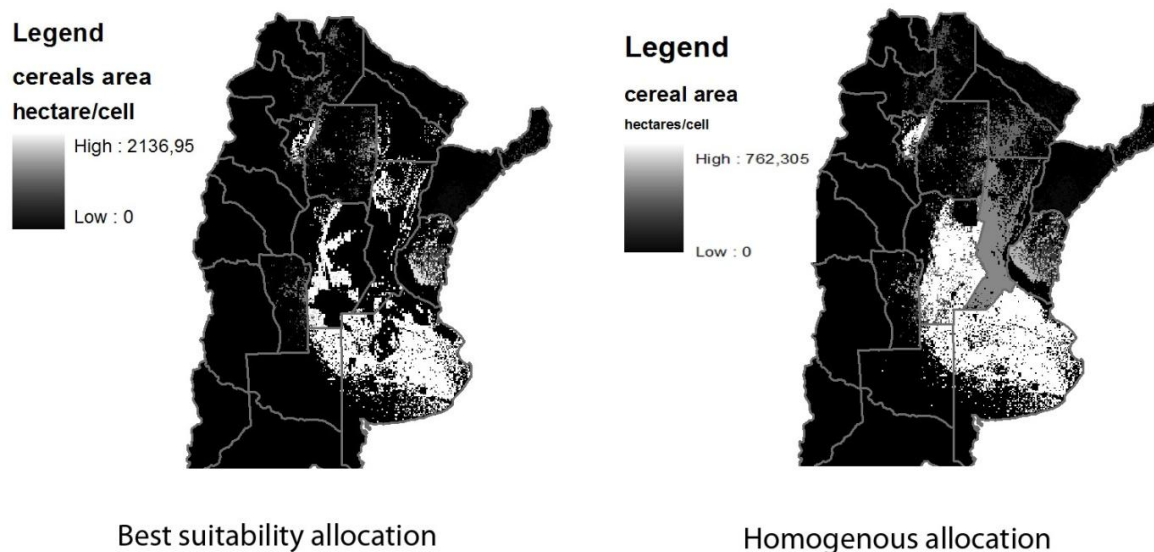 Legend
cereals area
hectare/cell
High : 2136,95
Low : 0
Best suitability allocation
Legend
cereal area
hectares/cell
High : 762,305
Low : 0
Homogenous allocation